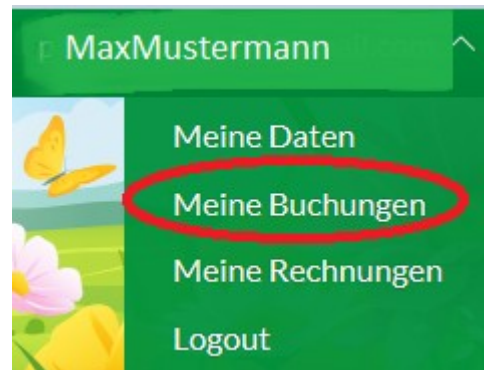 MaxMustermann
Meine Daten
Meine Buchungen
Meine Rechnungen
Logout